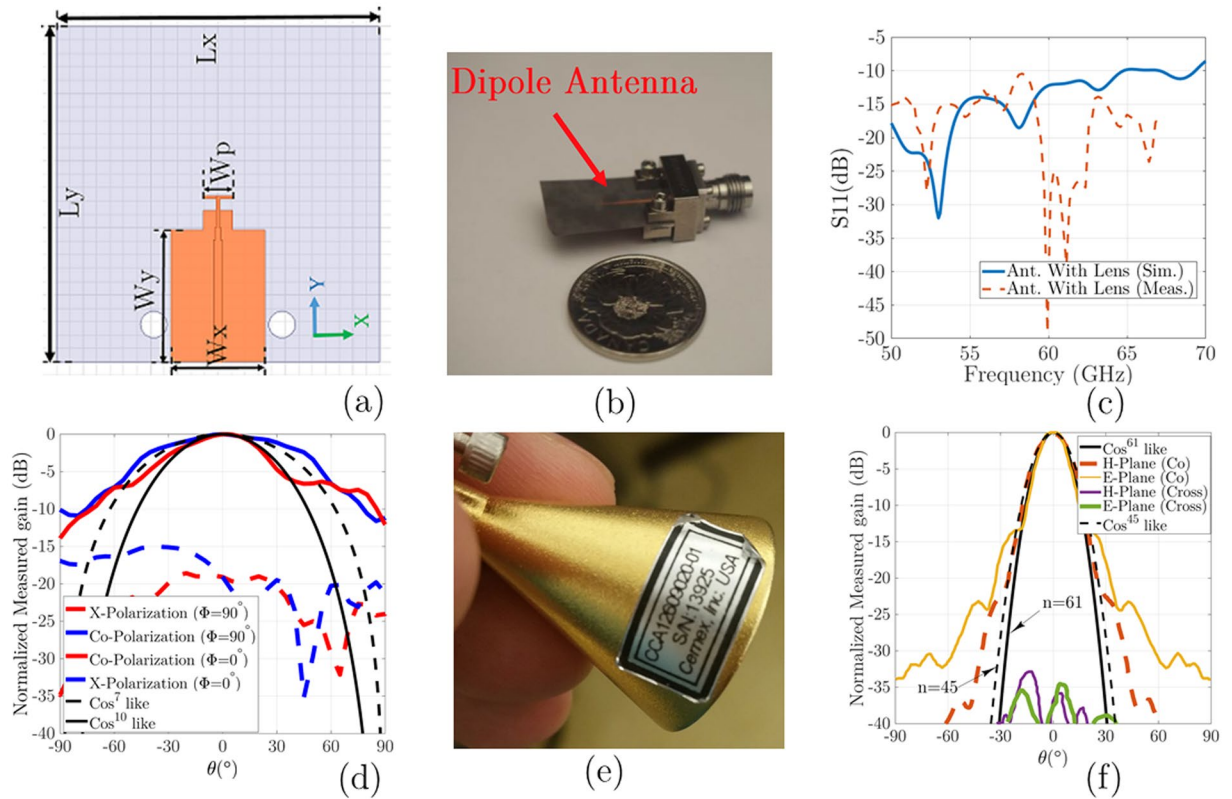 Lx
Ly
Wp
Wy
Wx
Y
X
(a)
Dipole Antenna
(b)
-5
-10
-15
-20
-25
-30
-35
-40
-45
-50
S11(dB)
Ant. With Lens (Sim.)
Ant. With Lens (Meas.)
50 55 60 65 70
Frequency (GHz)
(c)
0
-5
-10
-15
-20
-25
-30
-35
-40
Normalized Measured gain (dB)
X-Polarization (Φ=90°)
Co-Polarization (Φ=90°)
Co-Polarization (Φ=0°)
X-Polarization (Φ=0°)
Cos⁷ like
Cos¹⁰ like
-90 -60 -30 0 30 60 90
θ(°)
(d)
CCA12600020-01
S/N:13925
Cernex, Inc. USA
(e)
0
-5
-10
-15
-20
-25
-30
-35
-40
Normalized Measured gain (dB)
Cos⁶¹ like
H-Plane (Co)
E-Plane (Co)
H-Plane (Cross)
E-Plane (Cross)
Cos⁴⁵ like
n=61
n=45
-90 -60 -30 0 30 60 90
θ(°)
(f)